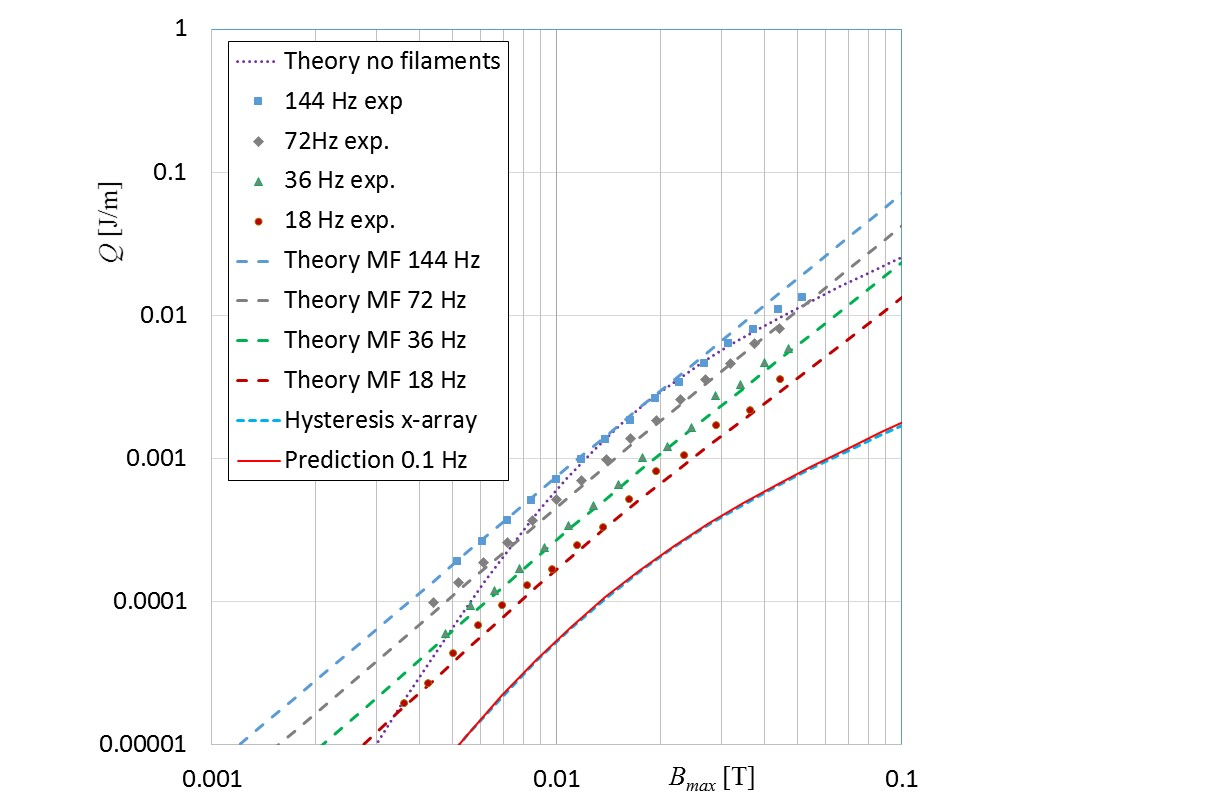 1
0.1
0.01
0.001
0.0001
0.00001
Q [J/m]
Theory no filaments
144 Hz exp
72Hz exp.
36 Hz exp.
18 Hz exp.
Theory MF 144 Hz
Theory MF 72 Hz
Theory MF 36 Hz
Theory MF 18 Hz
Hysteresis x-array
Prediction 0.1 Hz
0.001 0.01 Bmax [T] 0.1